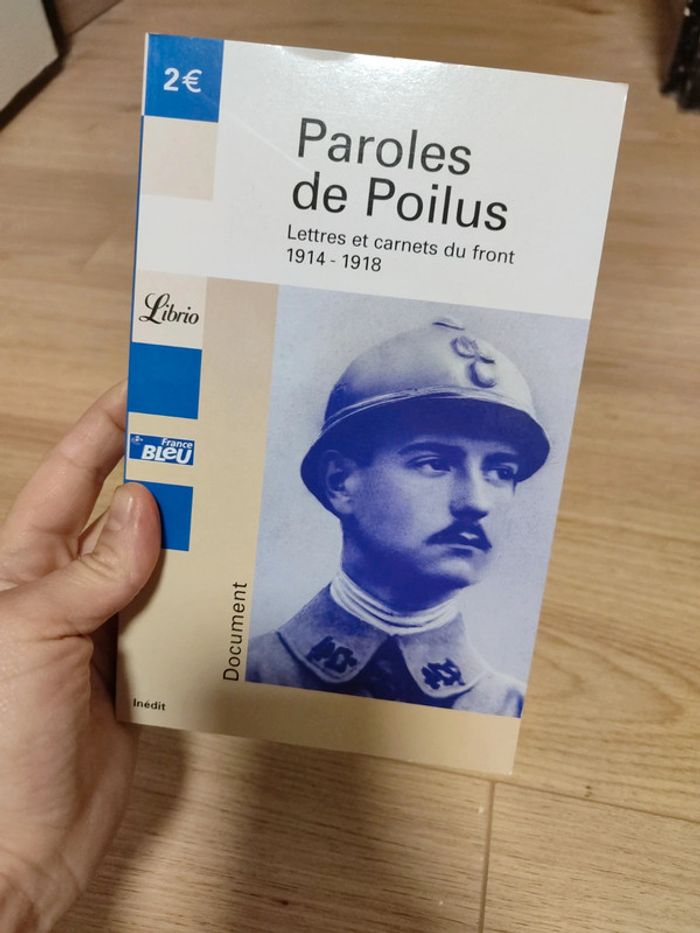 2€
Paroles
de Poilus
Lettres et carnets du front
1914 - 1918
Librio
france
BLeU
Document
Inédit